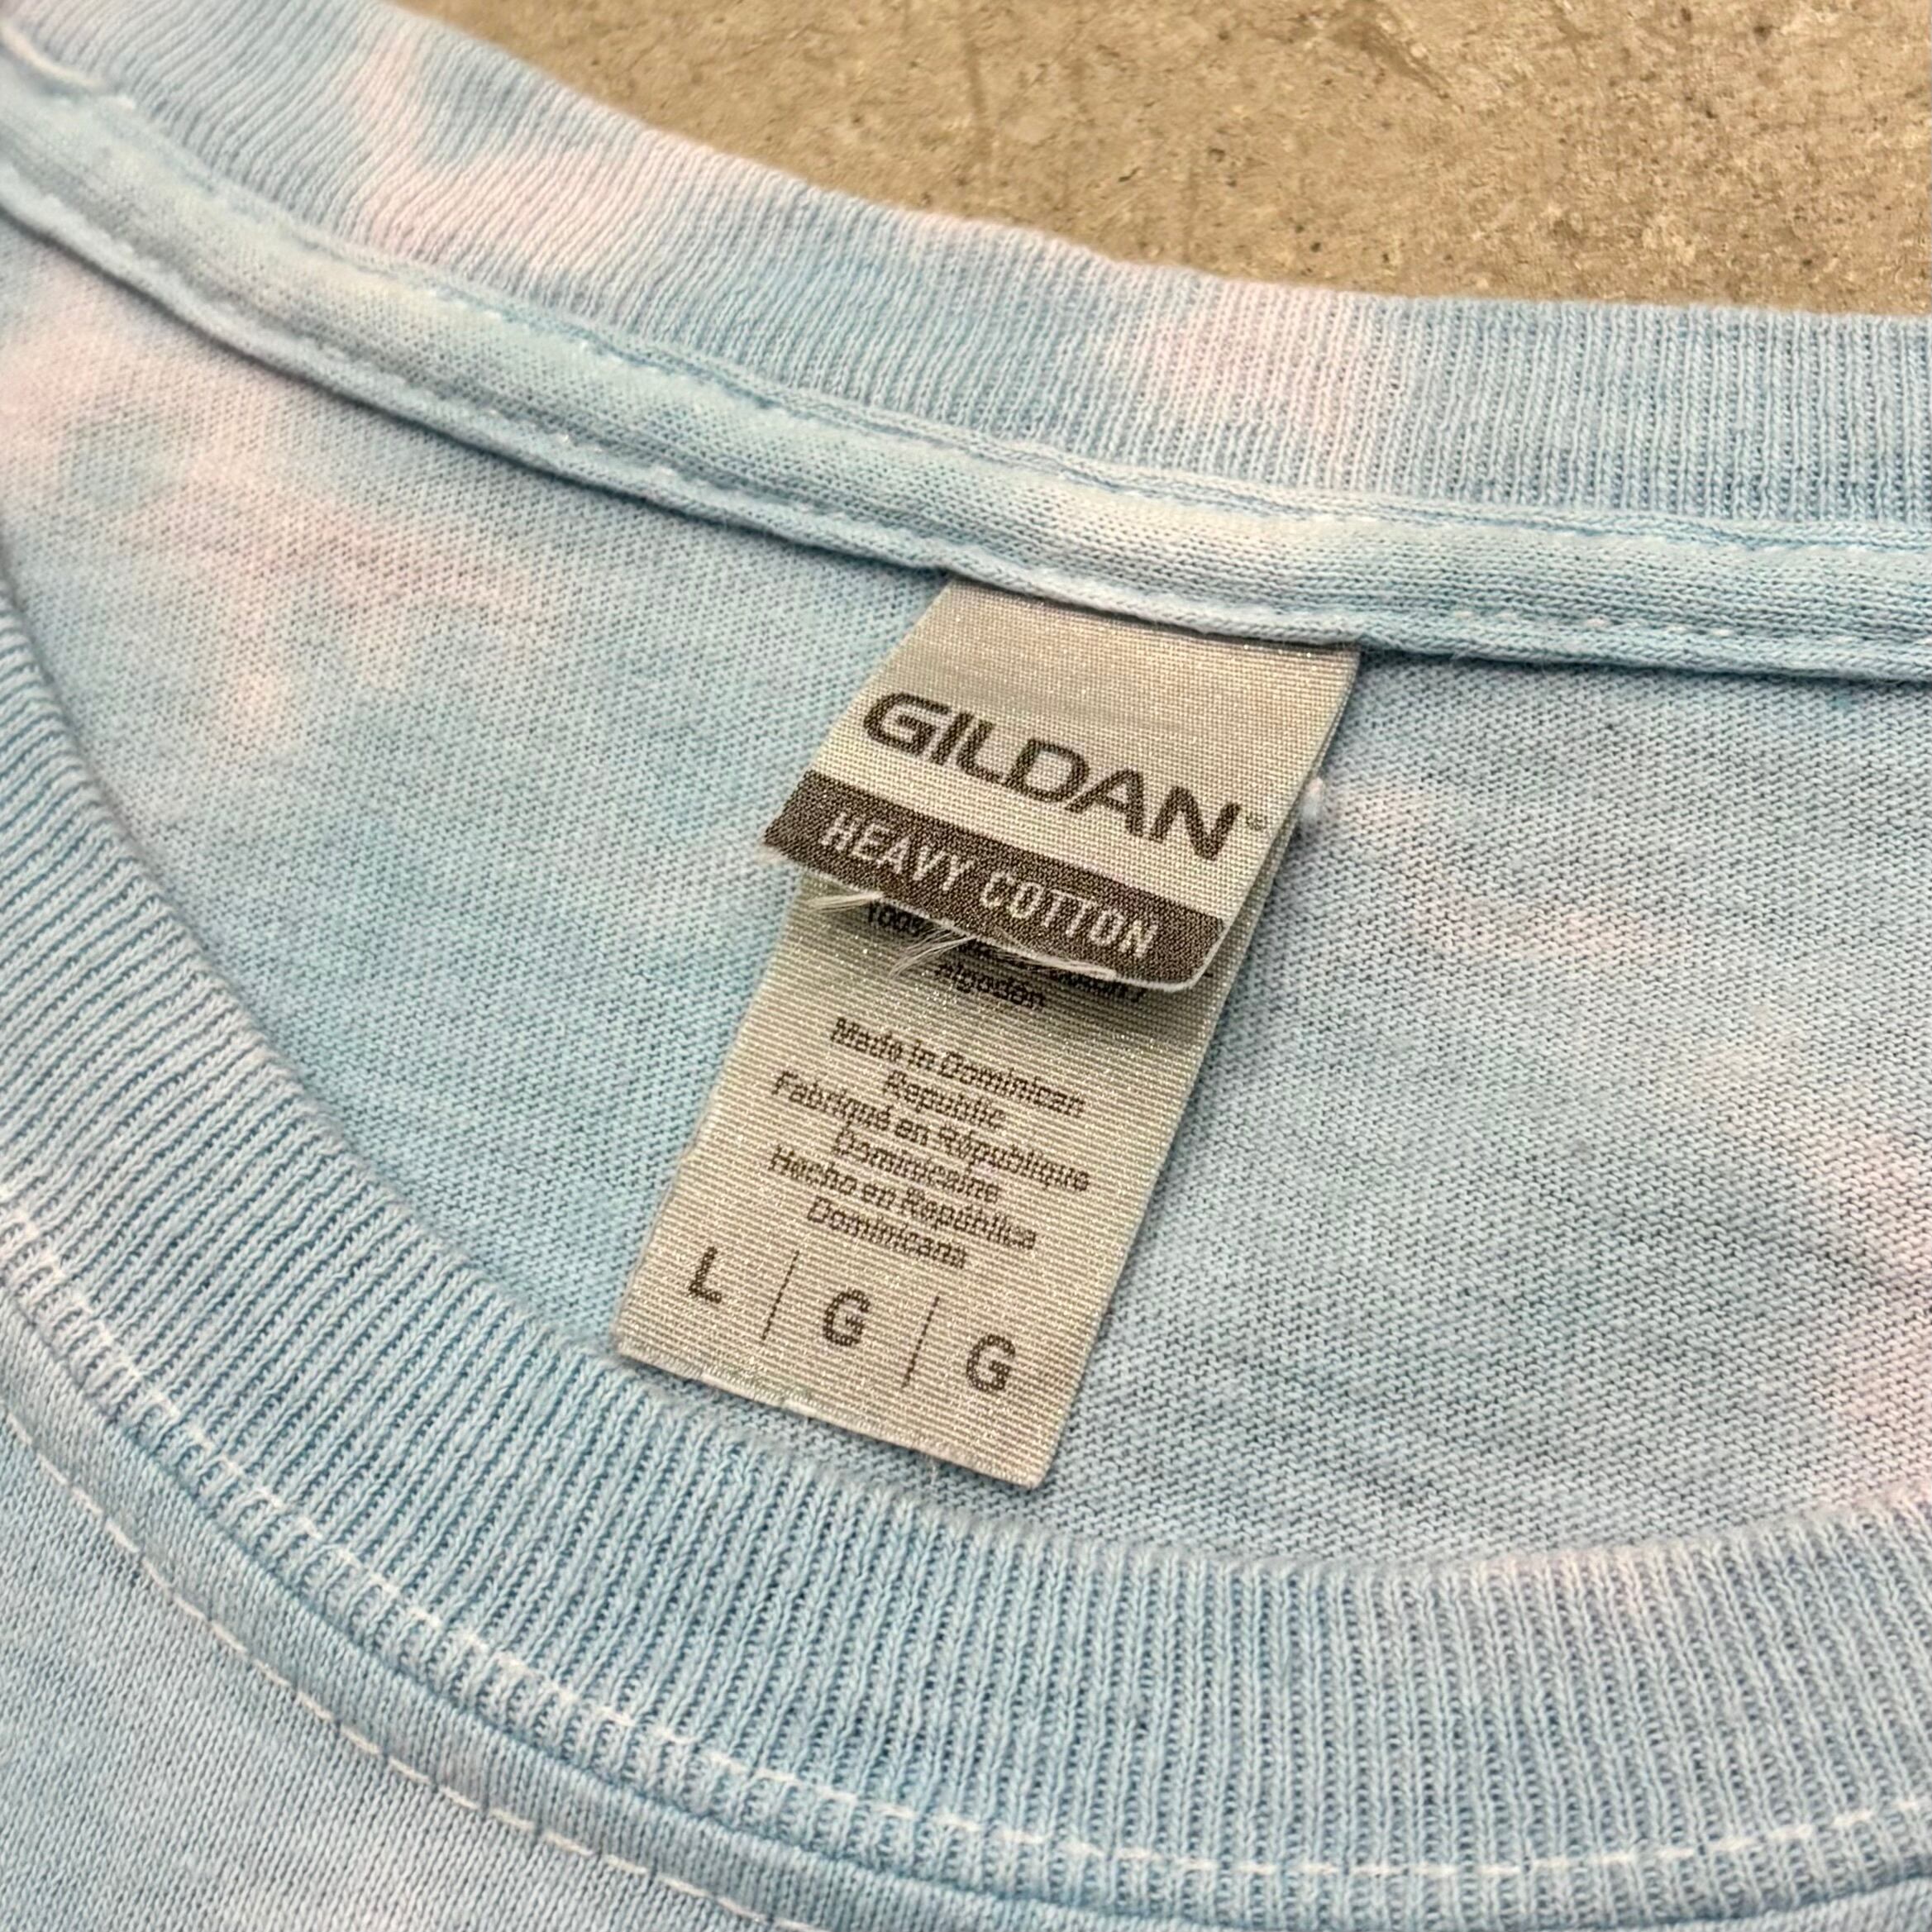 GILDAN®
HEAVY COTTON
algodón
Made in Dominican
Republic
Fabriqué en République
Dominicaine
Hecho en República
Dominicana
L | G | G